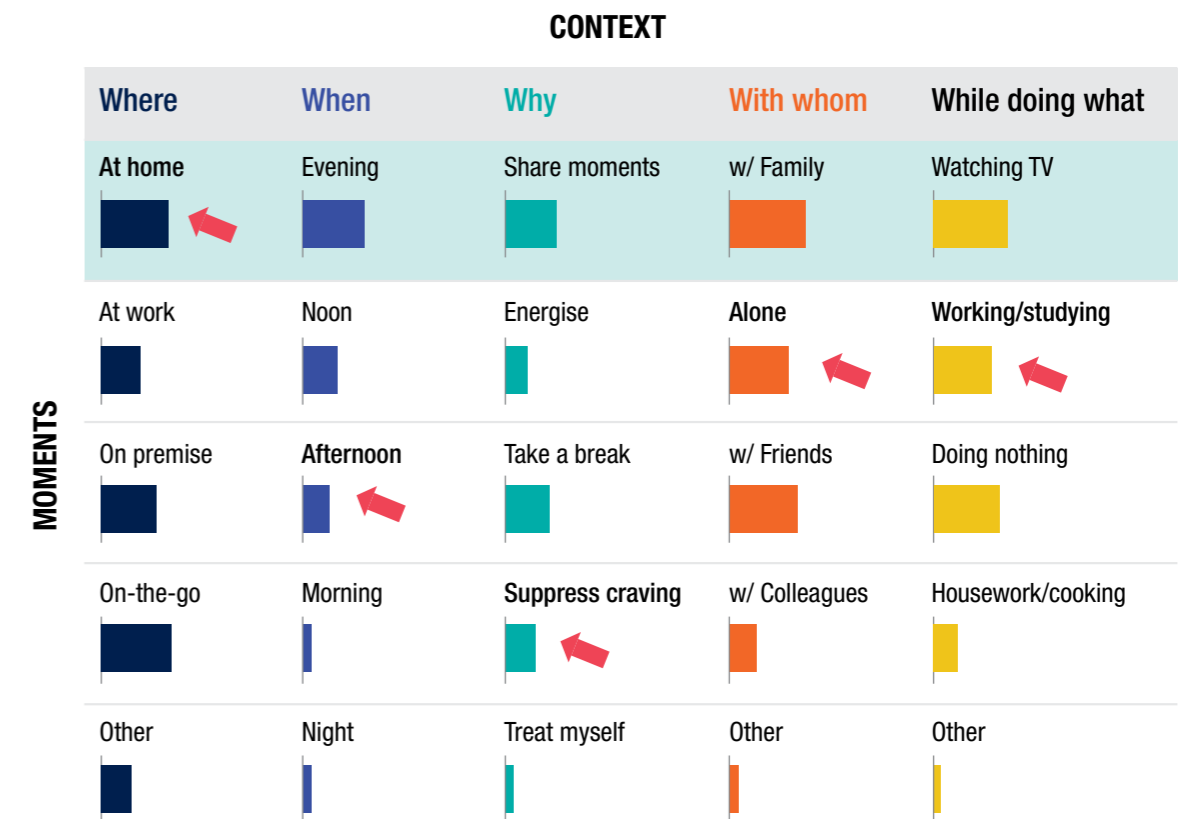 CONTEXT
Where When Why With whom While doing what
At home Evening Share moments w/ Family Watching TV
At work Noon Energise Alone Working/studying
MOMENTS
On premise Afternoon Take a break w/ Friends Doing nothing
On-the-go Morning Suppress craving w/ Colleagues Housework/cooking
Other Night Treat myself Other Other